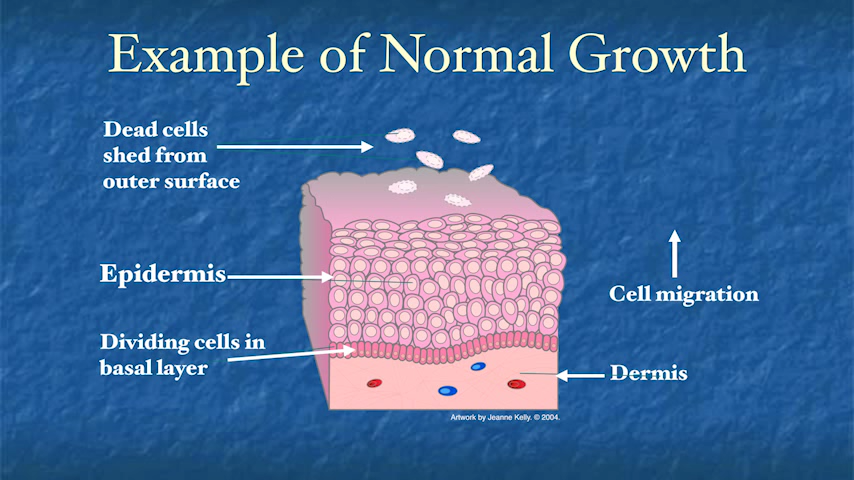 Example of Normal Growth
Dead cells
shed from
outer surface
Epidermis
Cell migration
Dividing cells in
basal layer
Dermis
Artwork by Jeanne Kelly. © 2004.